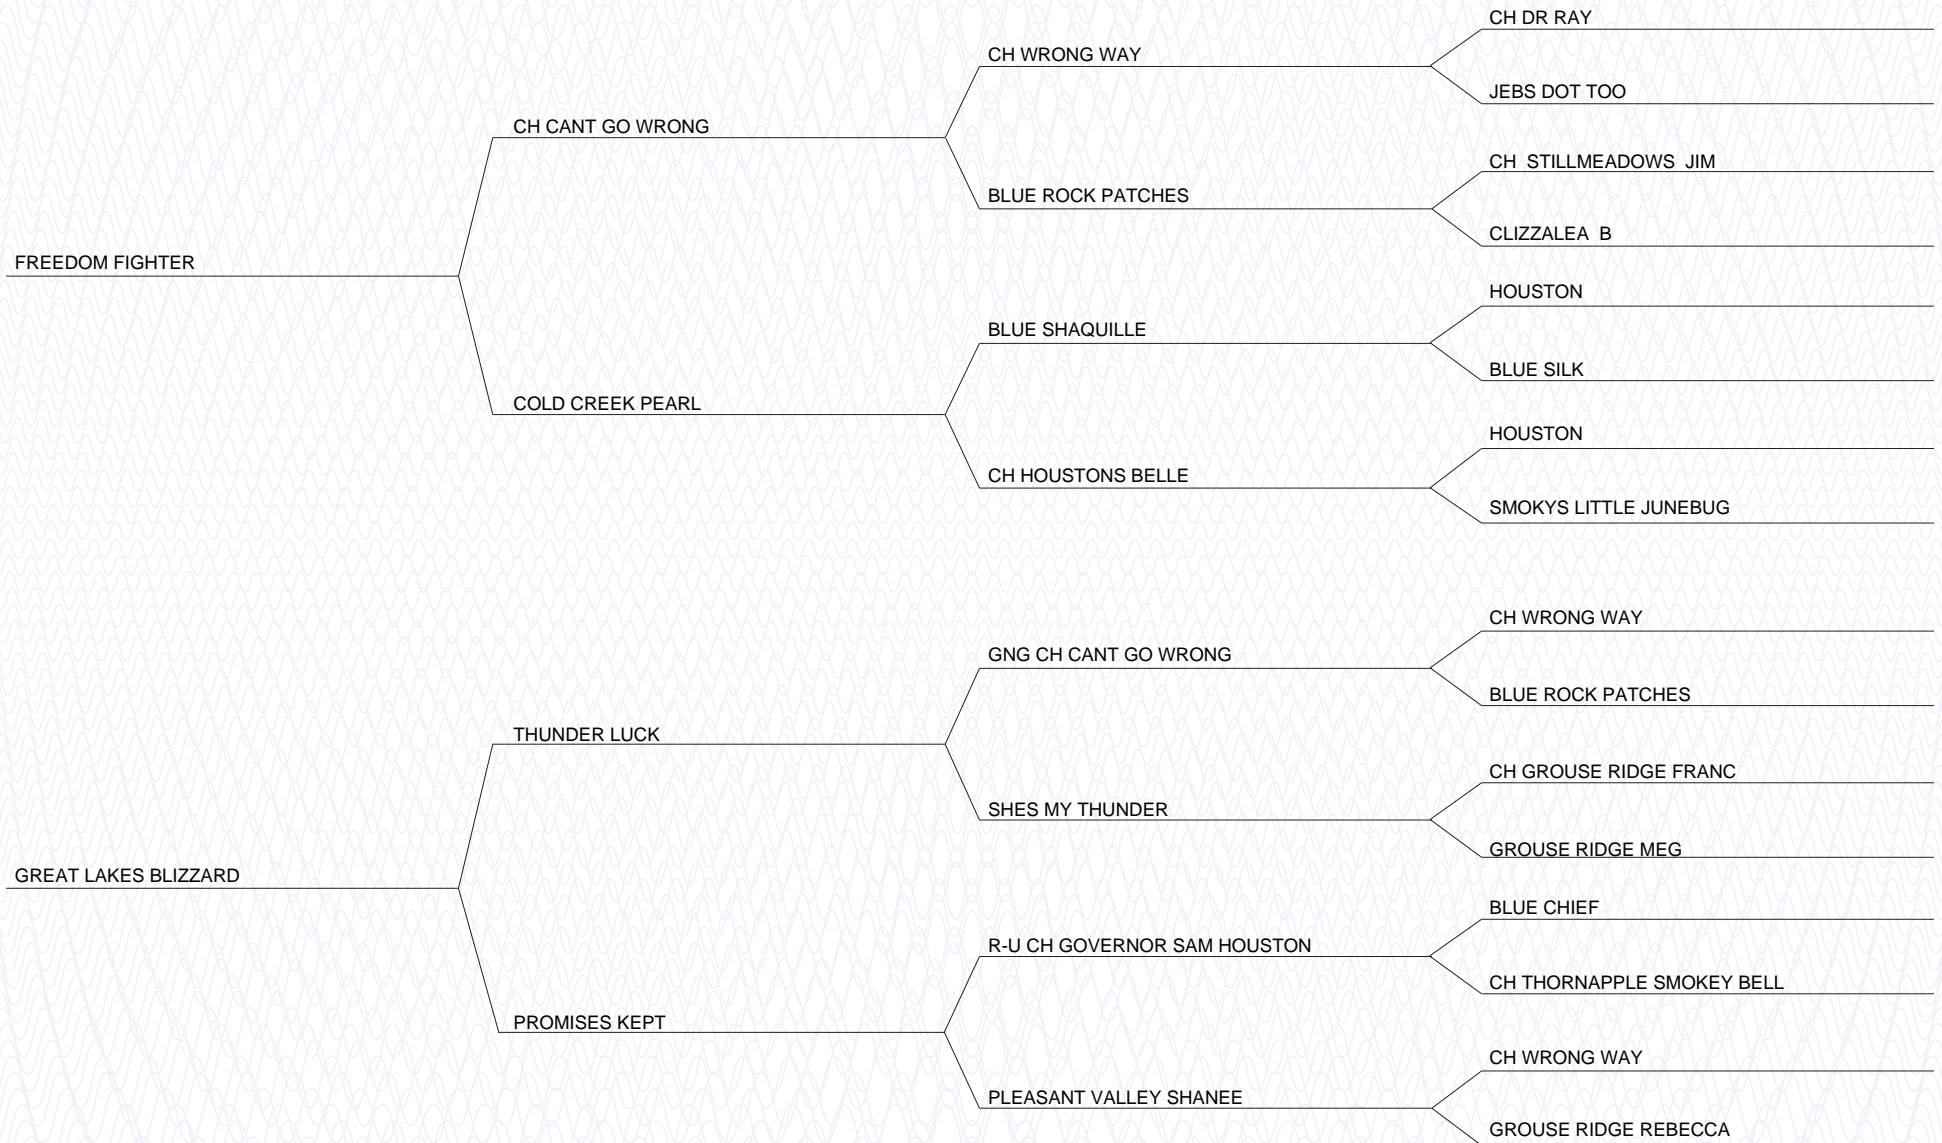 CH DR RAY
CH WRONG WAY
JEBS DOT TOO
CH CANT GO WRONG
CH  STILLMEADOWS  JIM
BLUE ROCK PATCHES
CLIZZALEA  B
FREEDOM FIGHTER
HOUSTON
BLUE SHAQUILLE
BLUE SILK
COLD CREEK PEARL
HOUSTON
CH HOUSTONS BELLE
SMOKYS LITTLE JUNEBUG
CH WRONG WAY
GNG CH CANT GO WRONG
BLUE ROCK PATCHES
THUNDER LUCK
CH GROUSE RIDGE FRANC
SHES MY THUNDER
GROUSE RIDGE MEG
GREAT LAKES BLIZZARD
BLUE CHIEF
R-U CH GOVERNOR SAM HOUSTON
CH THORNAPPLE SMOKEY BELL
PROMISES KEPT
CH WRONG WAY
PLEASANT VALLEY SHANEE
GROUSE RIDGE REBECCA